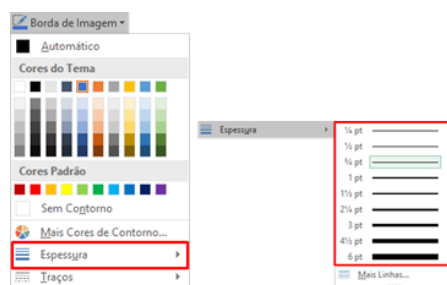 Borda de Imagem
Automático
Cores do Tema
Cores Padrão
Sem Contorno
Mais Cores de Contorno...
Espessura
Traços
Espessura
¼ pt
½ pt
¾ pt
1 pt
1½ pt
2¼ pt
3 pt
4½ pt
6 pt
Mais Linhas...